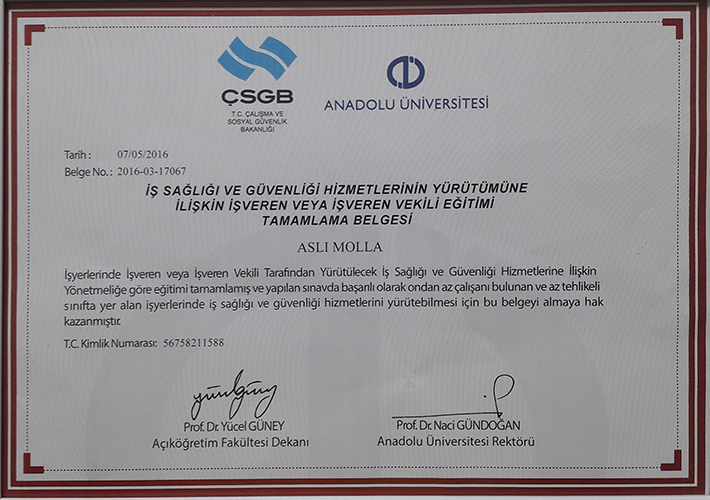 ÇSGB
T.C. ÇALIŞMA VE
SOSYAL GÜVENLİK
BAKANLIĞI
ANADOLU ÜNİVERSİTESİ
Tarih : 07/05/2016
Belge No.: 2016-03-17067
İŞ SAĞLIĞI VE GÜVENLİĞİ HİZMETLERİNİN YÜRÜTÜMÜNE
İLİŞKİN İŞVEREN VEYA İŞVEREN VEKİLİ EĞİTİMİ
TAMAMLAMA BELGESİ
ASLI MOLLA
İşyerlerinde İşveren veya İşveren Vekili Tarafından Yürütülecek İş Sağlığı ve Güvenliği Hizmetlerine İlişkin
Yönetmeliğe göre eğitimi tamamlamış ve yapılan sınavda başarılı olarak ondan az çalışanı bulunan ve az tehlikeli
sınıfta yer alan işyerlerinde iş sağlığı ve güvenliği hizmetlerini yürütebilmesi için bu belgeyi almaya hak
kazanmıştır.
T.C. Kimlik Numarası: 56758211588
Prof. Dr. Yücel GÜNEY
Açıköğretim Fakültesi Dekanı
Prof. Dr. Naci GÜNDOĞAN
Anadolu Üniversitesi Rektörü